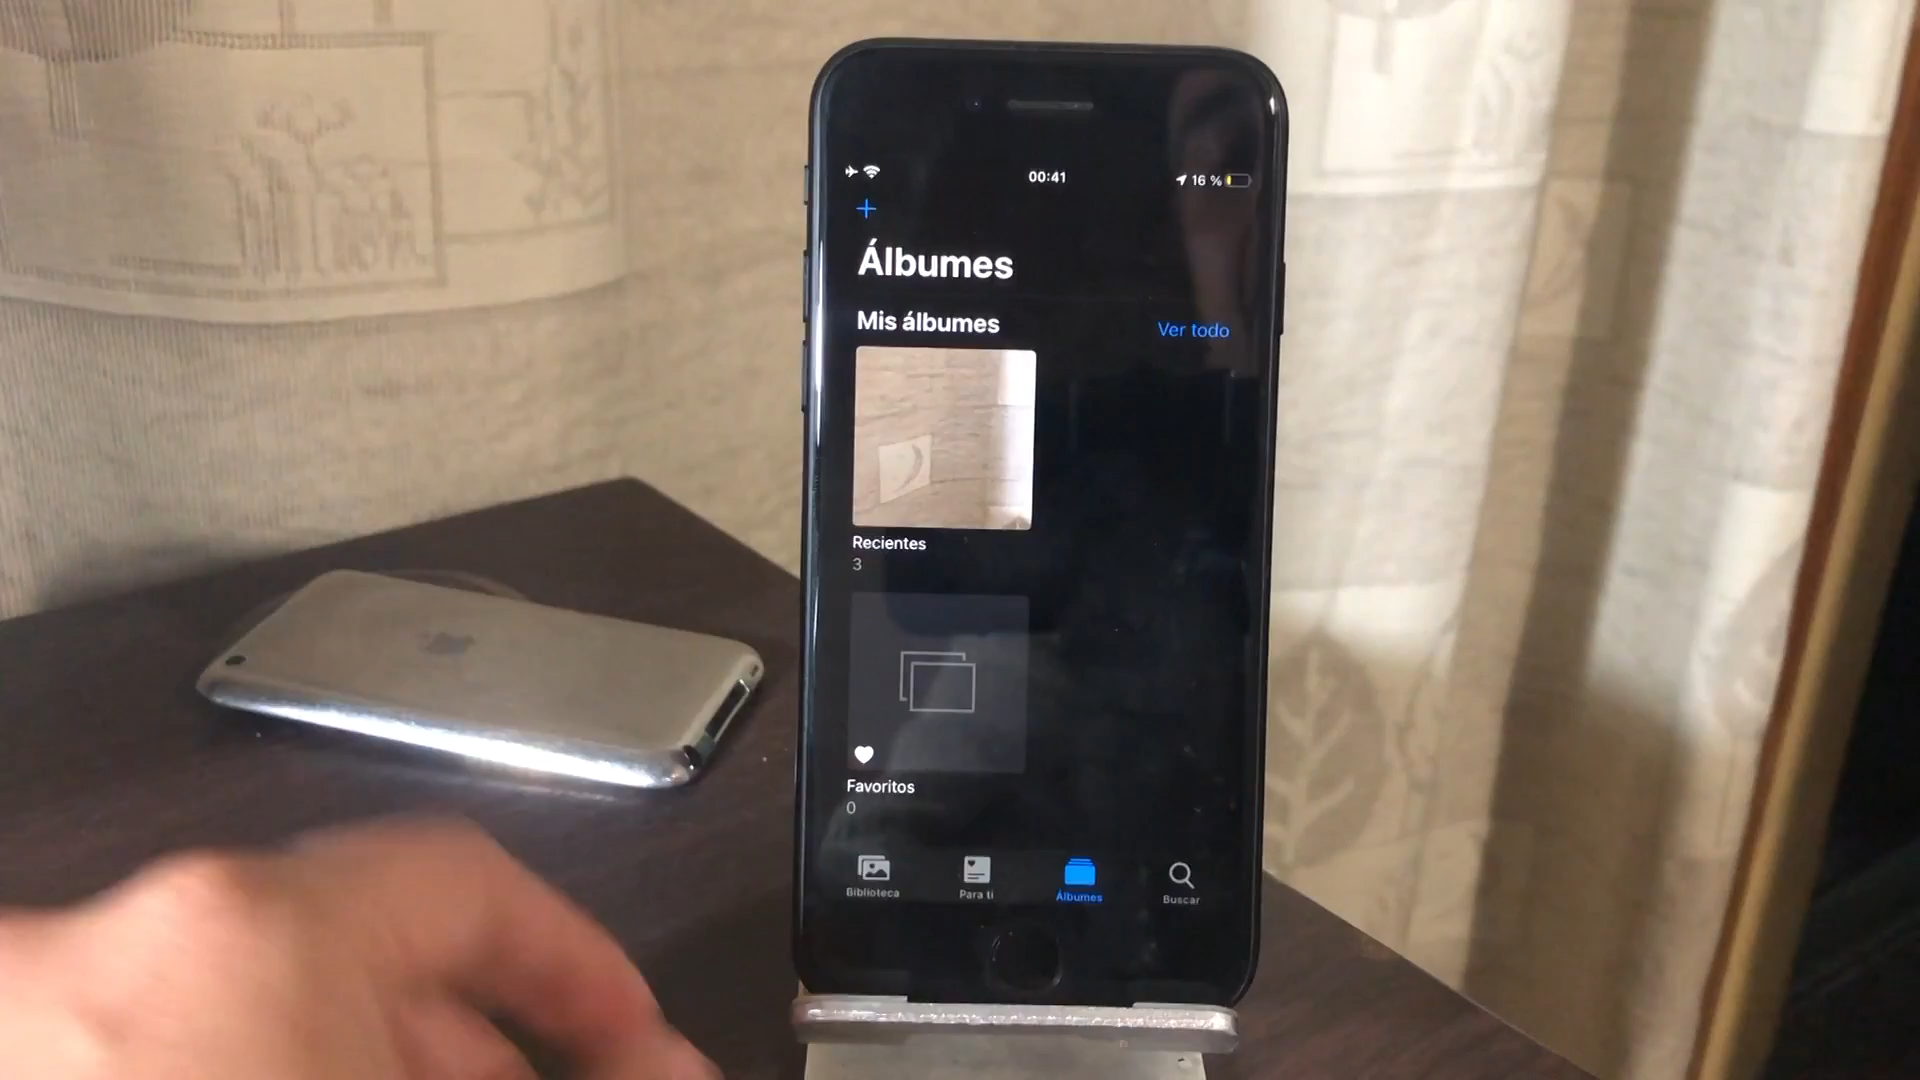 00:41
16 %
+
Álbumes
Mis álbumes
Ver todo
Recientes
3
Favoritos
0
Biblioteca
Para ti
Álbumes
Buscar